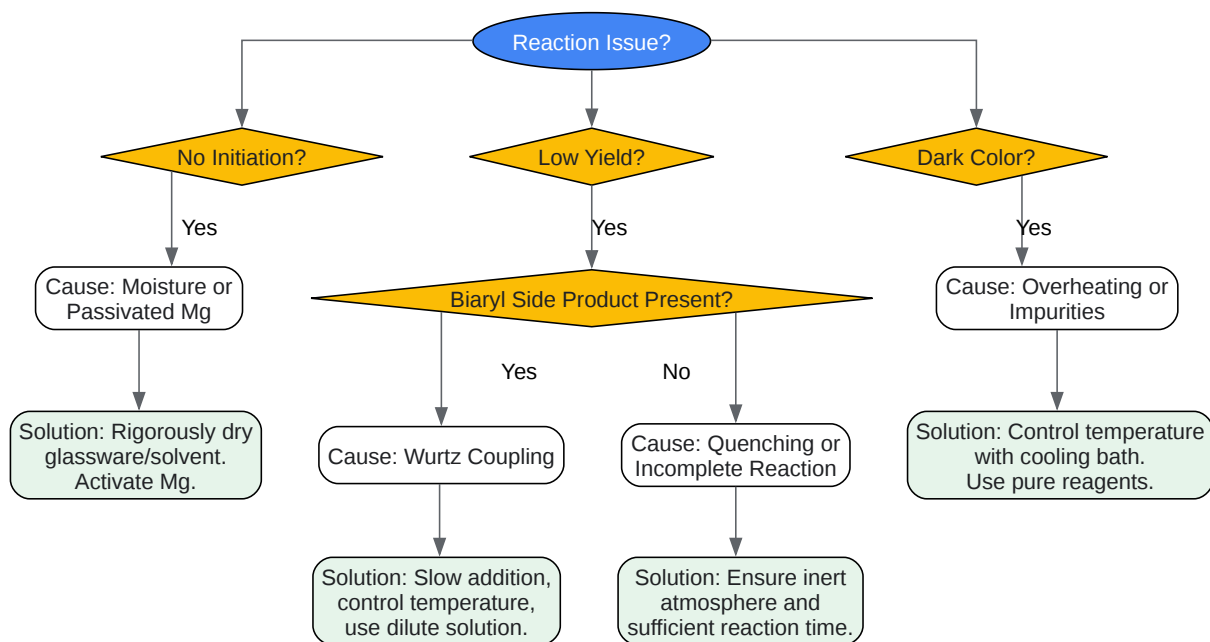 Reaction Issue?
No Initiation?
Low Yield?
Dark Color?
Yes
Yes
Yes
Cause: Moisture or
Passivated Mg
Biaryl Side Product Present?
Cause: Overheating or
Impurities
Yes
No
Solution: Rigorously dry
glassware/solvent.
Activate Mg.
Cause: Wurtz Coupling
Cause: Quenching or
Incomplete Reaction
Solution: Control temperature
with cooling bath.
Use pure reagents.
Solution: Slow addition,
control temperature,
use dilute solution.
Solution: Ensure inert
atmosphere and
sufficient reaction time.